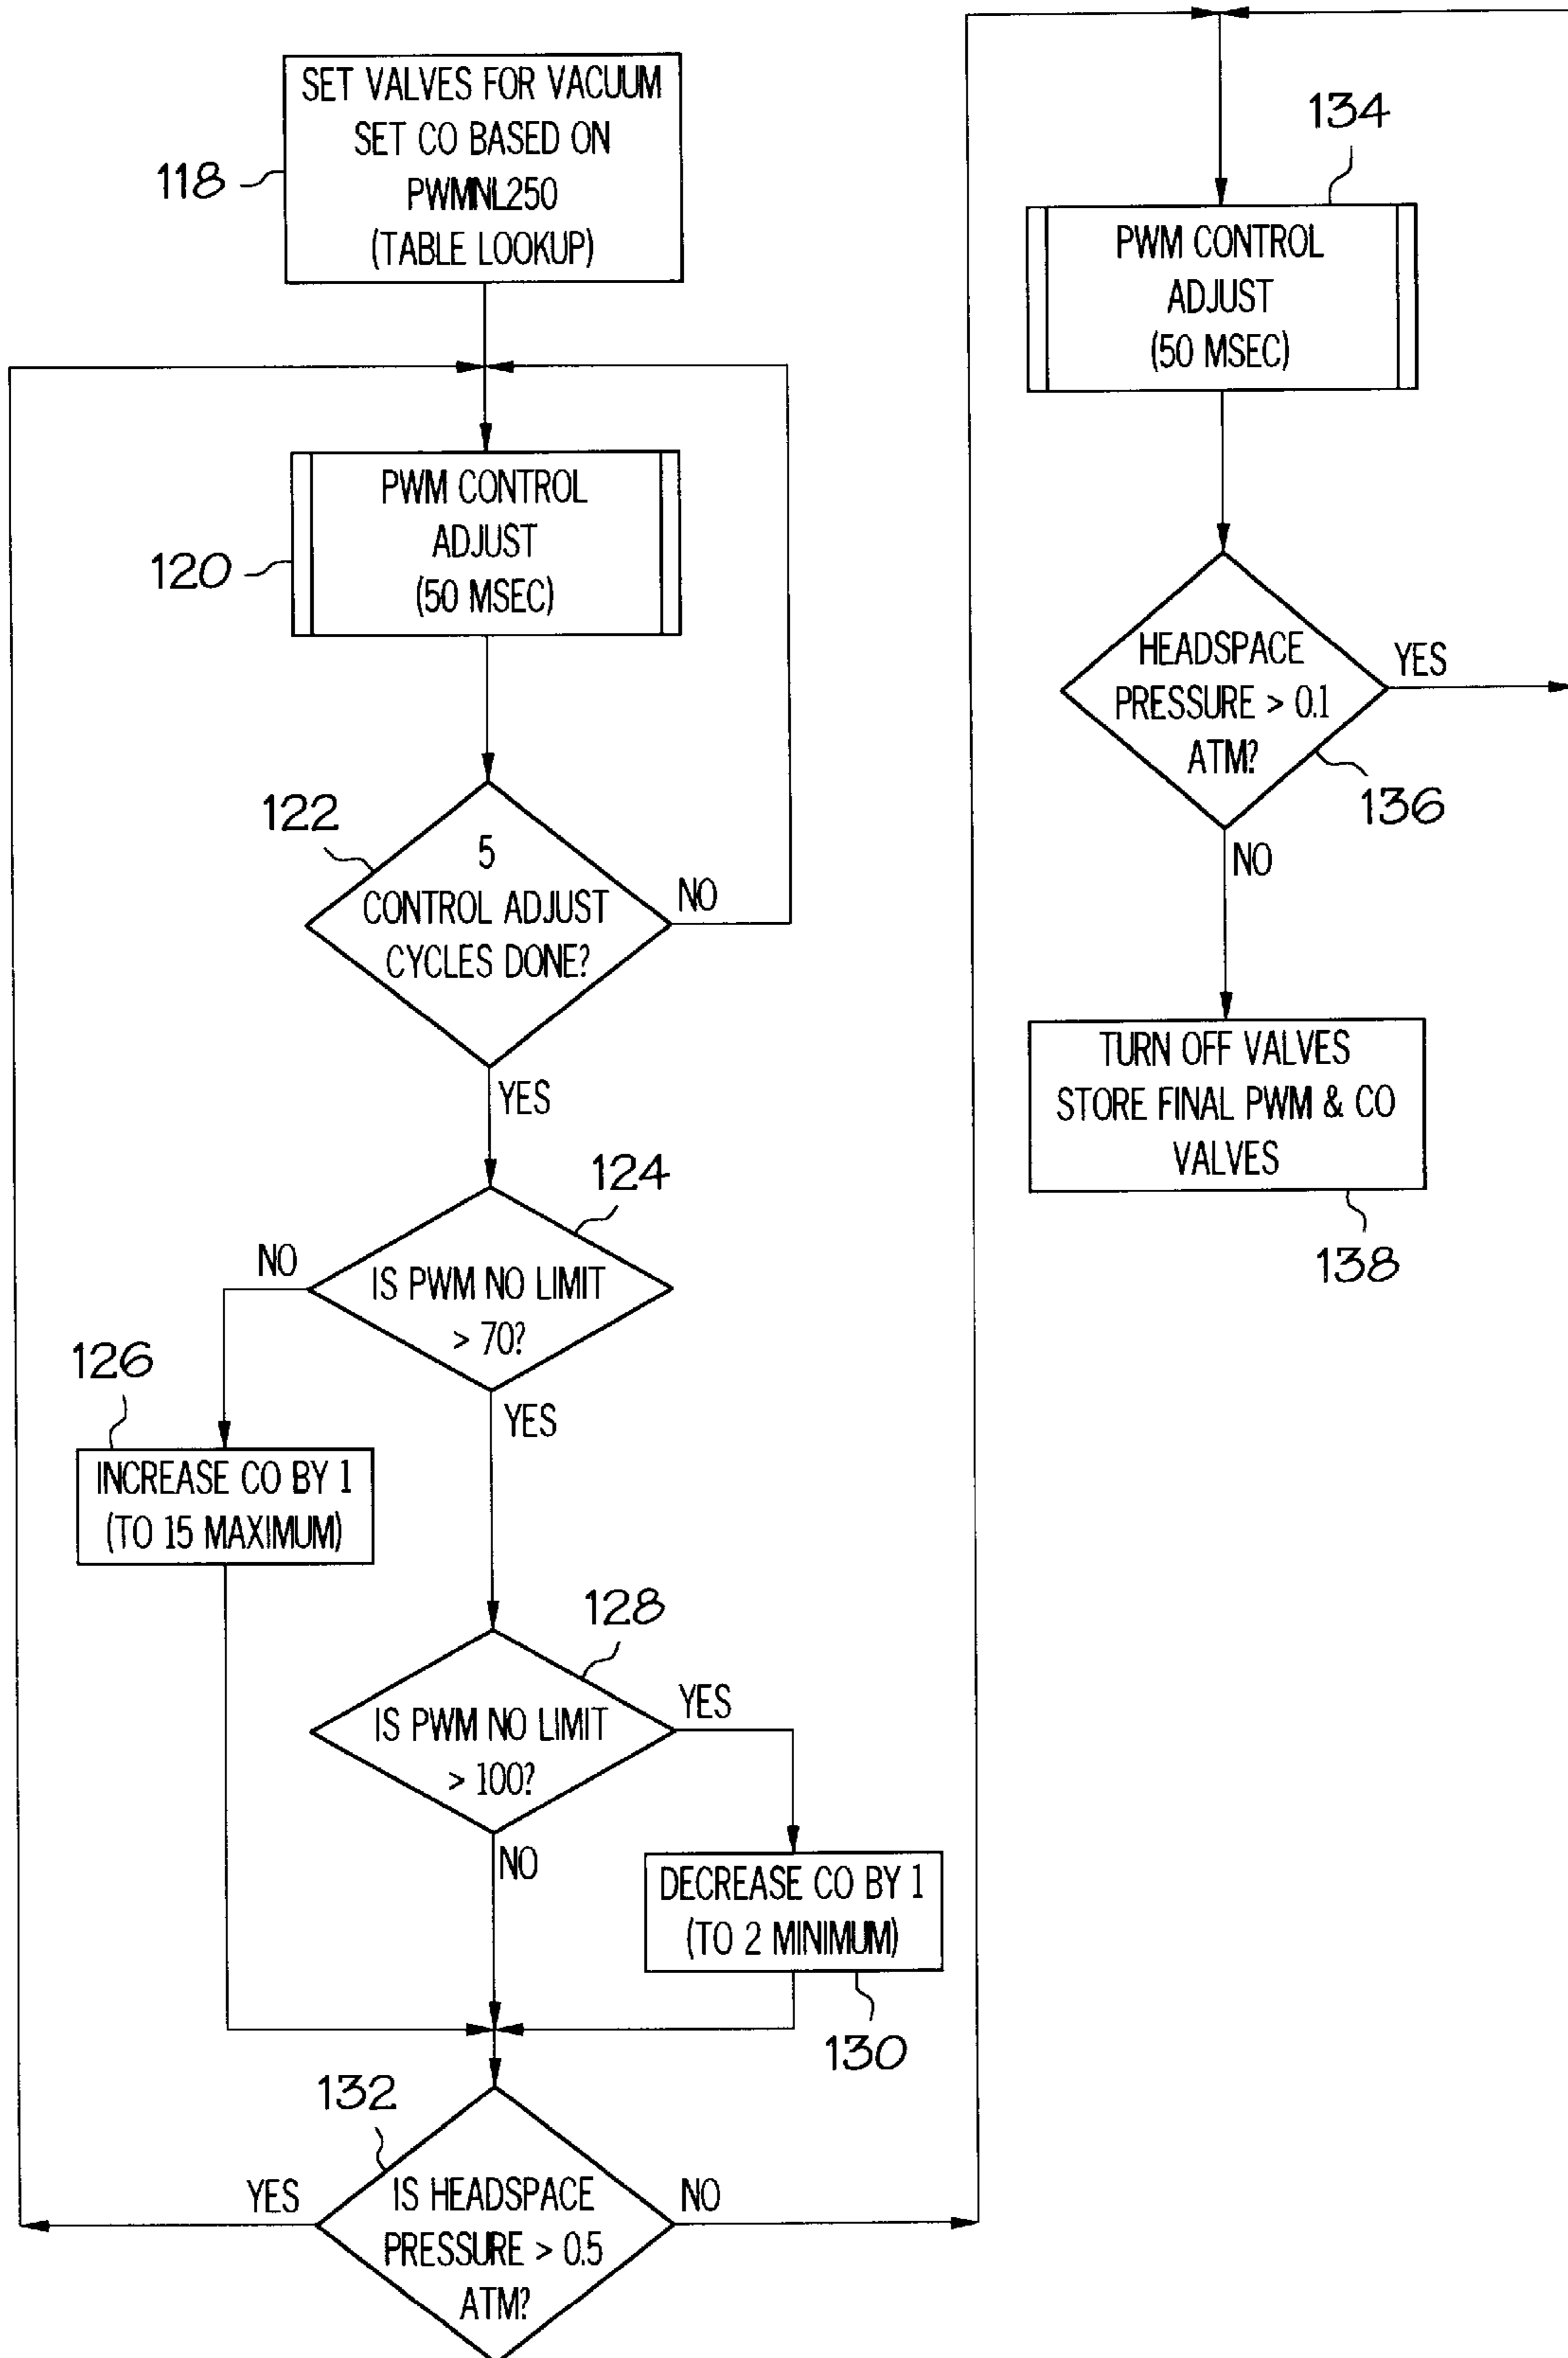 SET VALVES FOR VACUUM
SET CO BASED ON
PWMNL250
(TABLE LOOKUP)
118
PWM CONTROL
ADJUST
(50 MSEC)
120
122
5
CONTROL ADJUST
CYCLES DONE?
NO
YES
124
NO
IS PWM NO LIMIT
> 70?
YES
126
INCREASE CO BY 1
(TO 15 MAXIMUM)
128
IS PWM NO LIMIT
> 100?
YES
NO
DECREASE CO BY 1
(TO 2 MINIMUM)
130
132
YES
IS HEADSPACE
PRESSURE > 0.5
ATM?
NO
134
PWM CONTROL
ADJUST
(50 MSEC)
HEADSPACE
PRESSURE > 0.1
ATM?
YES
136
NO
TURN OFF VALVES
STORE FINAL PWM & CO
VALVES
138